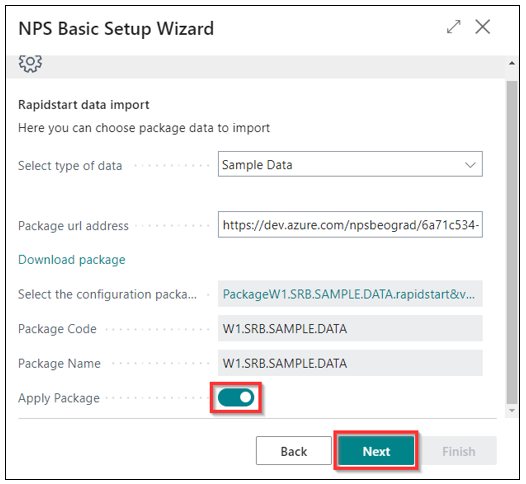 NPS Basic Setup Wizard
Rapidstart data import
Here you can choose package data to import
Select type of data
Sample Data
Package url address
https://dev.azure.com/npsbeograd/6a71c534-
Download package
Select the configuration packa...
PackageW1.SRB.SAMPLE.DATA.rapidstart&v...
Package Code
W1.SRB.SAMPLE.DATA
Package Name
W1.SRB.SAMPLE.DATA
Apply Package
Back
Next
Finish